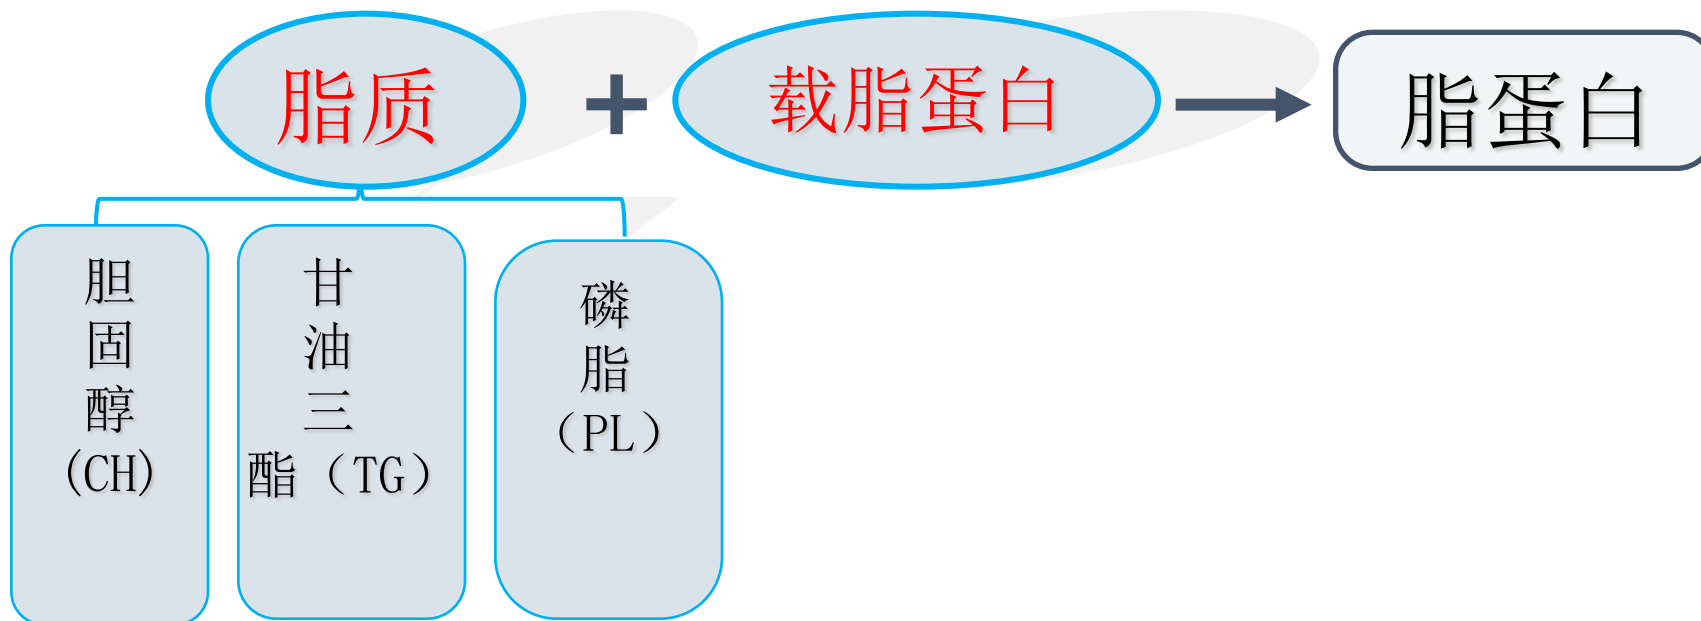 脂质
+
载脂蛋白
脂蛋白
胆
固
醇
(CH)
甘
油
三
酯（TG）
磷
脂
（PL）